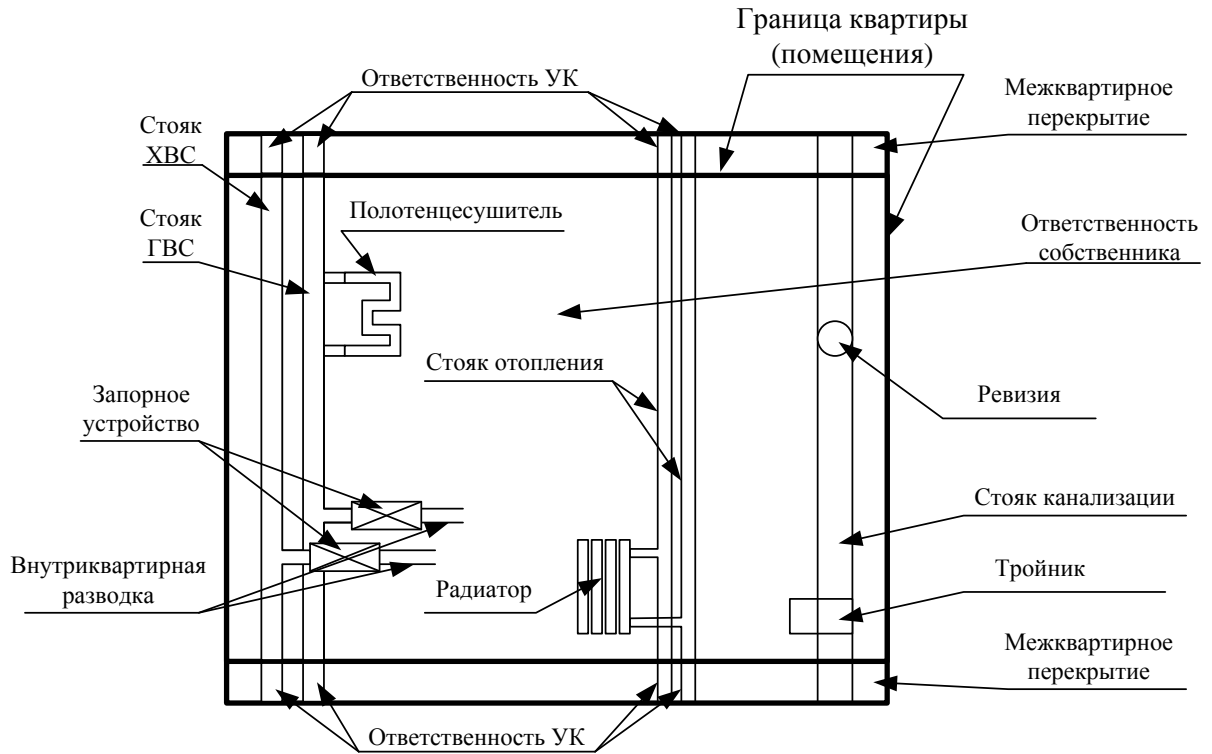 Граница квартиры
(помещения)
Ответственность УК
Межквартирное
перекрытие
Стояк
ХВС
Стояк
ГВС
Полотенцесушитель
Ответственность
собственника
Стояк отопления
Запорное
устройство
Ревизия
Стояк канализации
Внутриквартирная
разводка
Радиатор
Тройник
Межквартирное
перекрытие
Ответственность УК